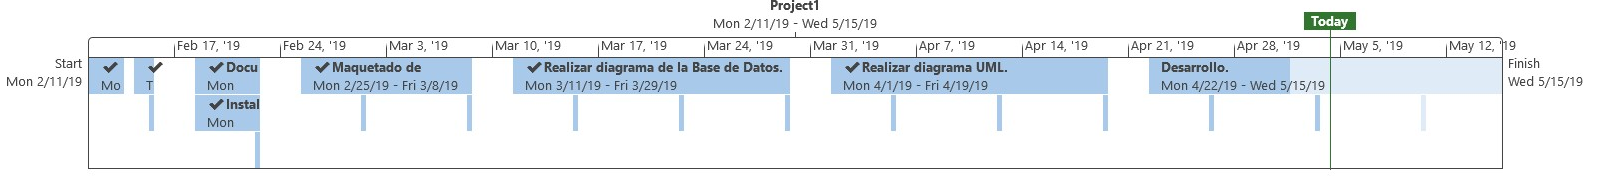 Project1
Mon 2/11/19 - Wed 5/15/19
Today
Feb 17, '19
Feb 24, '19
Mar 3, '19
Mar 10, '19
Mar 17, '19
Mar 24, '19
Mar 31, '19
Apr 7, '19
Apr 14, '19
Apr 21, '19
Apr 28, '19
May 5, '19
May 12, '19
Start
Mon 2/11/19
Mo
T
Docu
Mon
Instal
Mon
Maquetado de
Mon 2/25/19 - Fri 3/8/19
Realizar diagrama de la Base de Datos.
Mon 3/11/19 - Fri 3/29/19
Realizar diagrama UML.
Mon 4/1/19 - Fri 4/19/19
Desarrollo.
Mon 4/22/19 - Wed 5/15/19
Finish
Wed 5/15/19